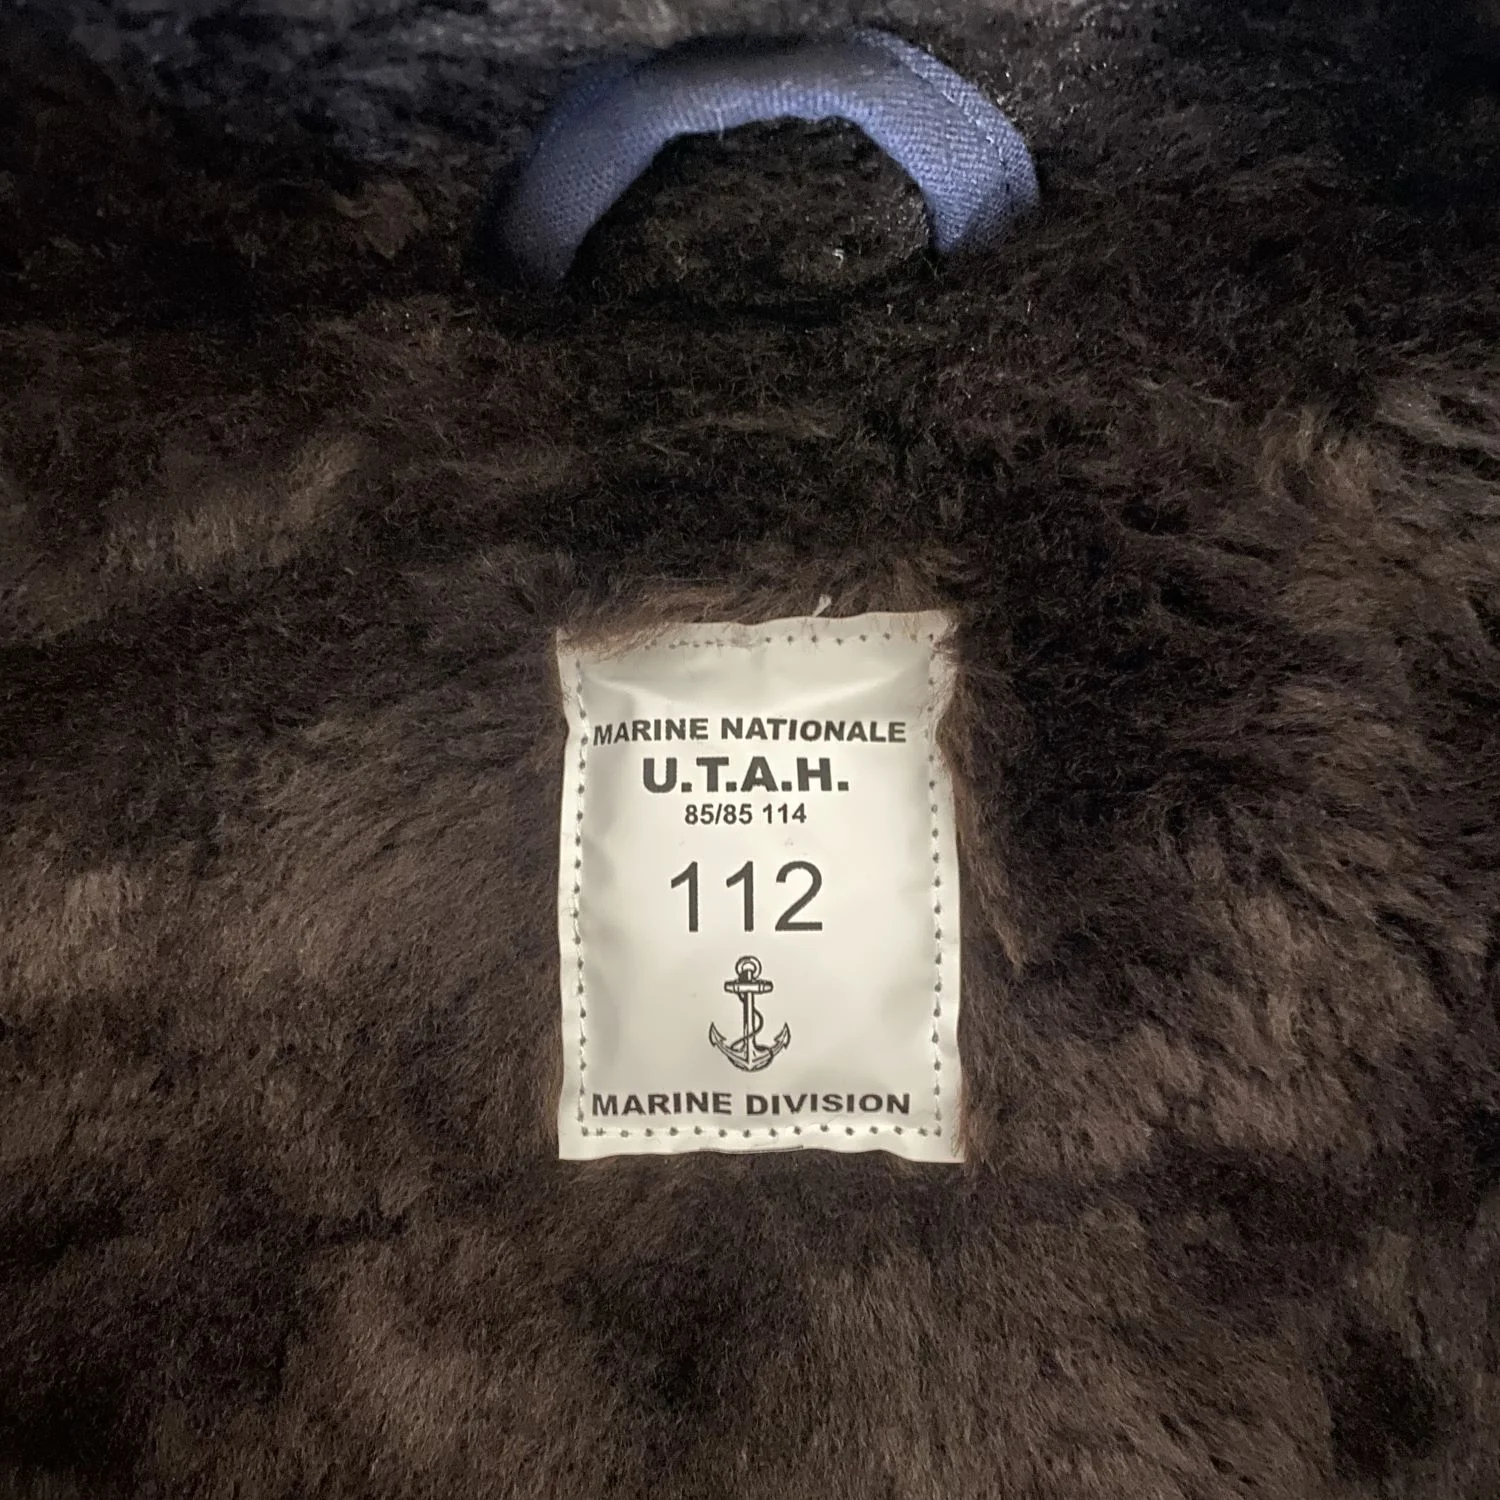 MARINE NATIONALE
U.T.A.H.
85/85 114
112
MARINE DIVISION